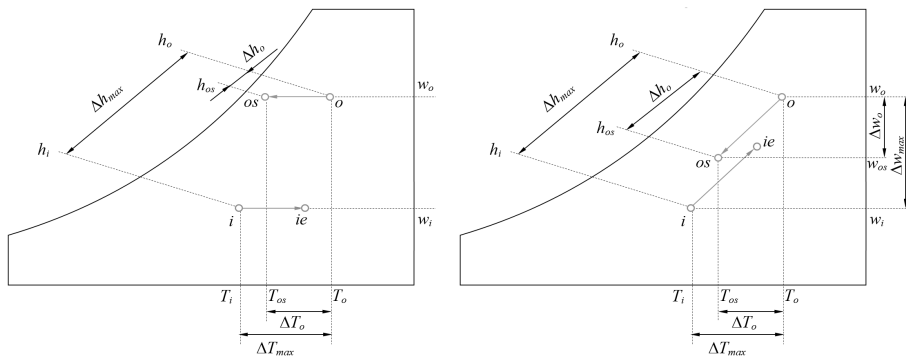 h_o
Δh_o
Δh_max
h_os
os
o
w_o
h_i
i
ie
w_i
T_i
T_os
T_o
ΔT_o
ΔT_max
h_o
Δh_max
Δh_o
h_os
o
w_o
Δw_o
Δw_max
ie
os
w_os
h_i
i
w_i
T_i
T_os
T_o
ΔT_o
ΔT_max